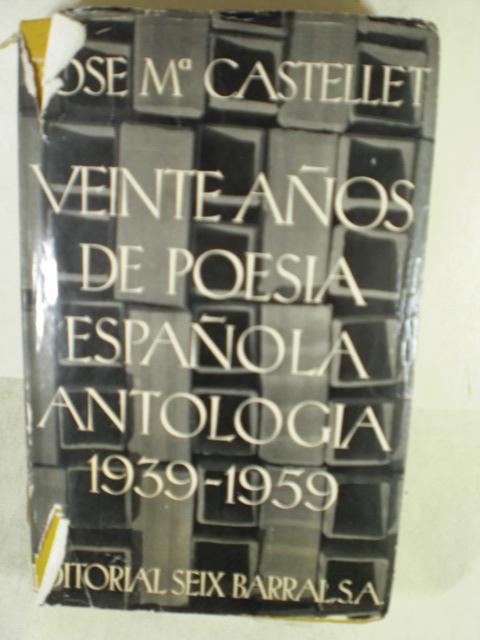 JOSE Mª CASTELLET
VEINTE AÑOS
DE POESIA
ESPAÑOLA
ANTOLOGIA
1939-1959
EDITORIAL SEIX BARRAL S.A.